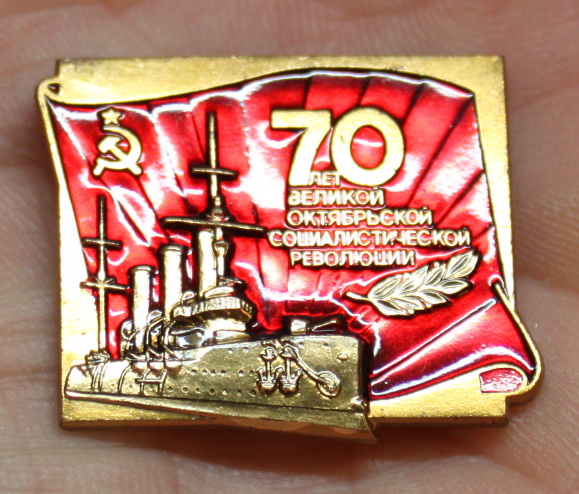 70
ЛЕТ
ВЕЛИКОЙ
ОКТЯБРЬСКОЙ
СОЦИАЛИСТИЧЕСКОЙ
РЕВОЛЮЦИИ